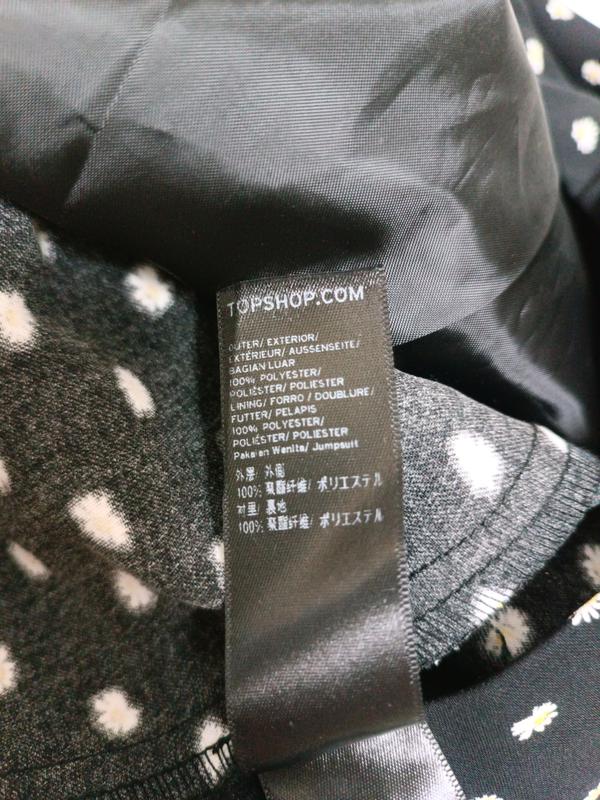 TOPSHOP.COM
OUTER/ EXTERIOR/
EXTÉRIEUR/ AUSSENSEITE/
BAGIAN LUAR
100% POLYESTER/
POLIÉSTER/ POLIESTER
LINING/ FORRO/ DOUBLURE/
FUTTER/ PELAPIS
100% POLYESTER/
POLIÉSTER/ POLIESTER
Pakaian Wanita/ Jumpsuit
外层/ 外側
100% 聚酯纤维/ ポリエステル
衬里/ 裏地
100% 聚酯纤维/ ポリエステル